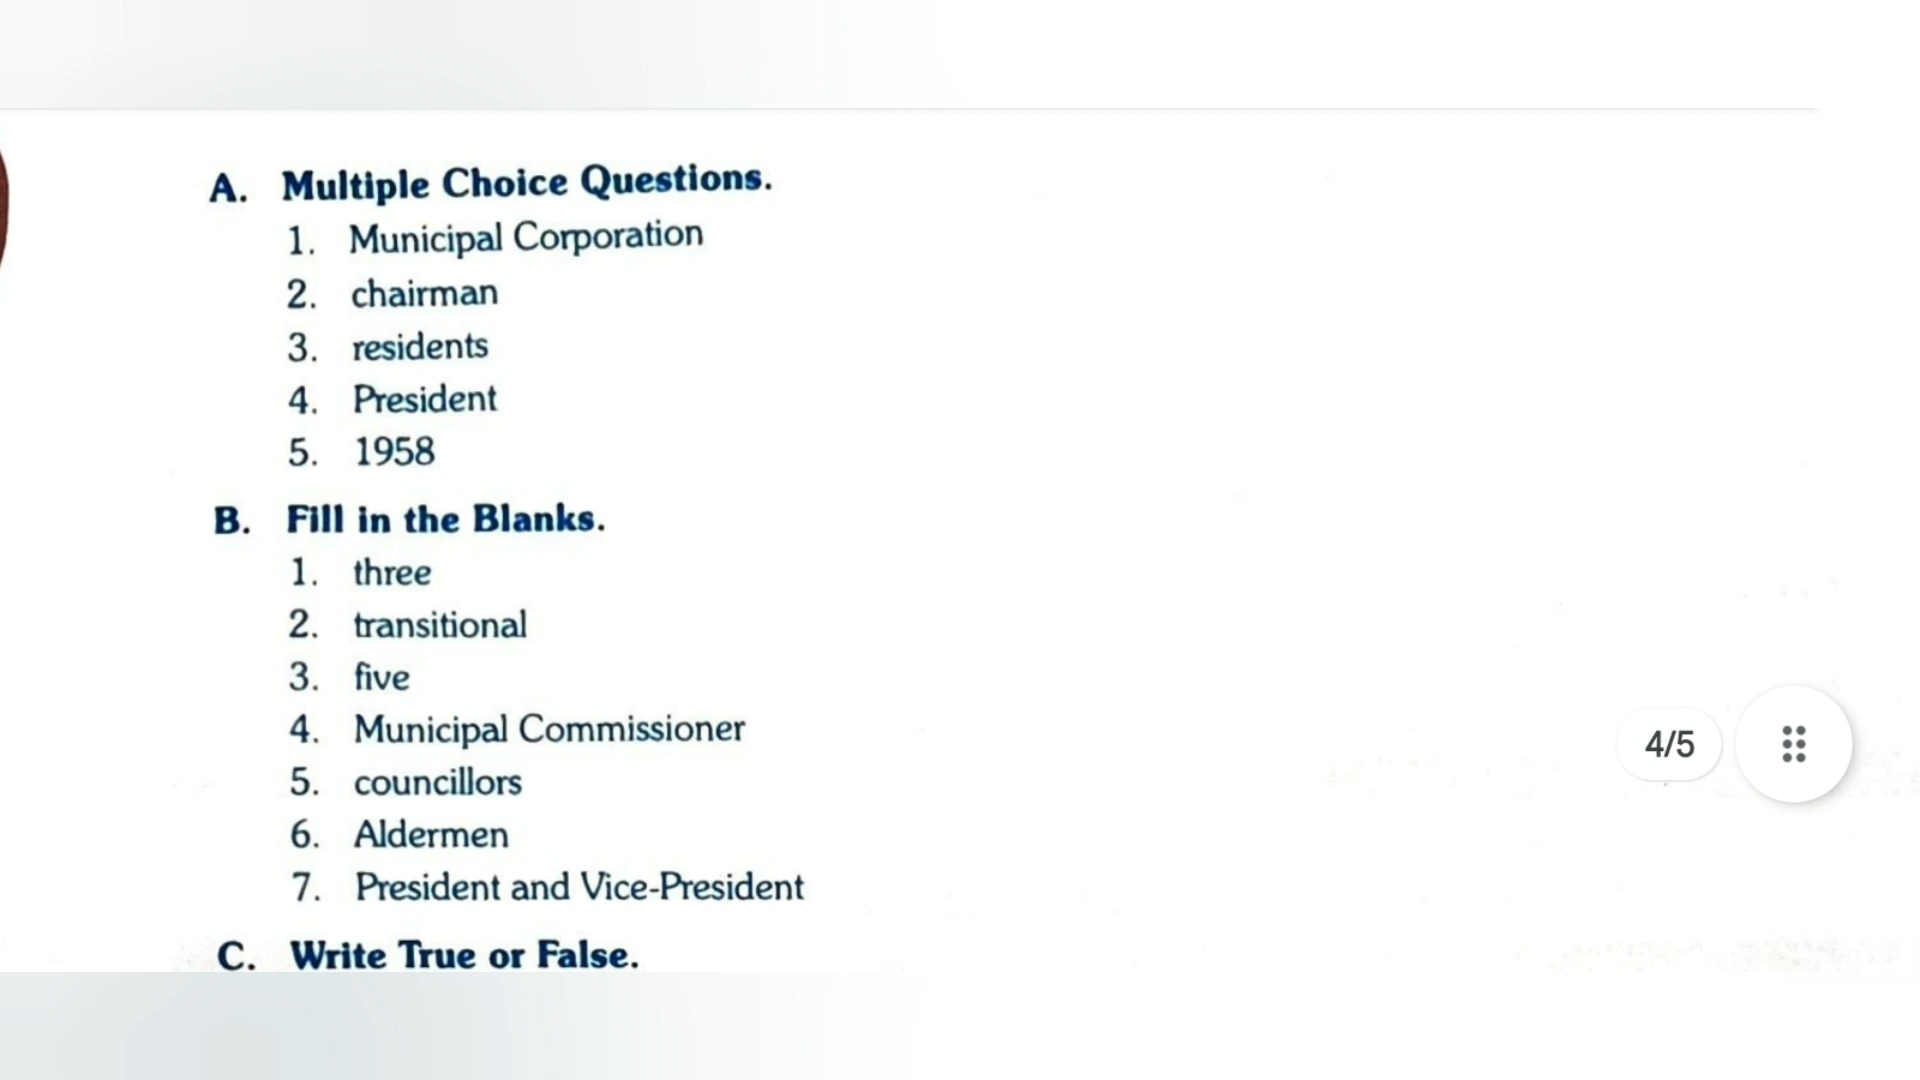 A. Multiple Choice Questions.
1. Municipal Corporation
2. chairman
3. residents
4. President
5. 1958
B. Fill in the Blanks.
1. three
2. transitional
3. five
4. Municipal Commissioner
5. councillors
6. Aldermen
7. President and Vice-President
C. Write True or False.
4/5